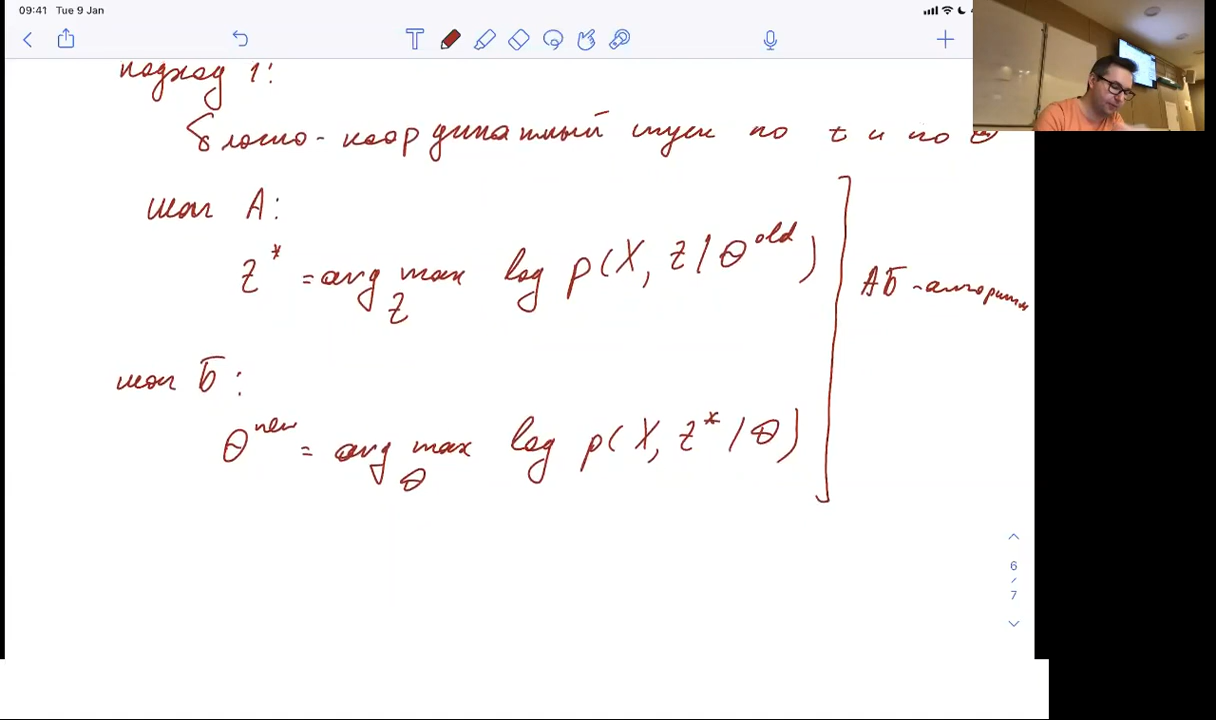 09:41 Tue 9 Jan
подход 1:
блочно-координатный спуск по z и по θ
шаг А:
z* = arg max log p(X, Z / θ^old)
Z
АБ-алгоритм
шаг Б:
θ^new = arg max log p(X, Z* / θ)
θ
6
/
7